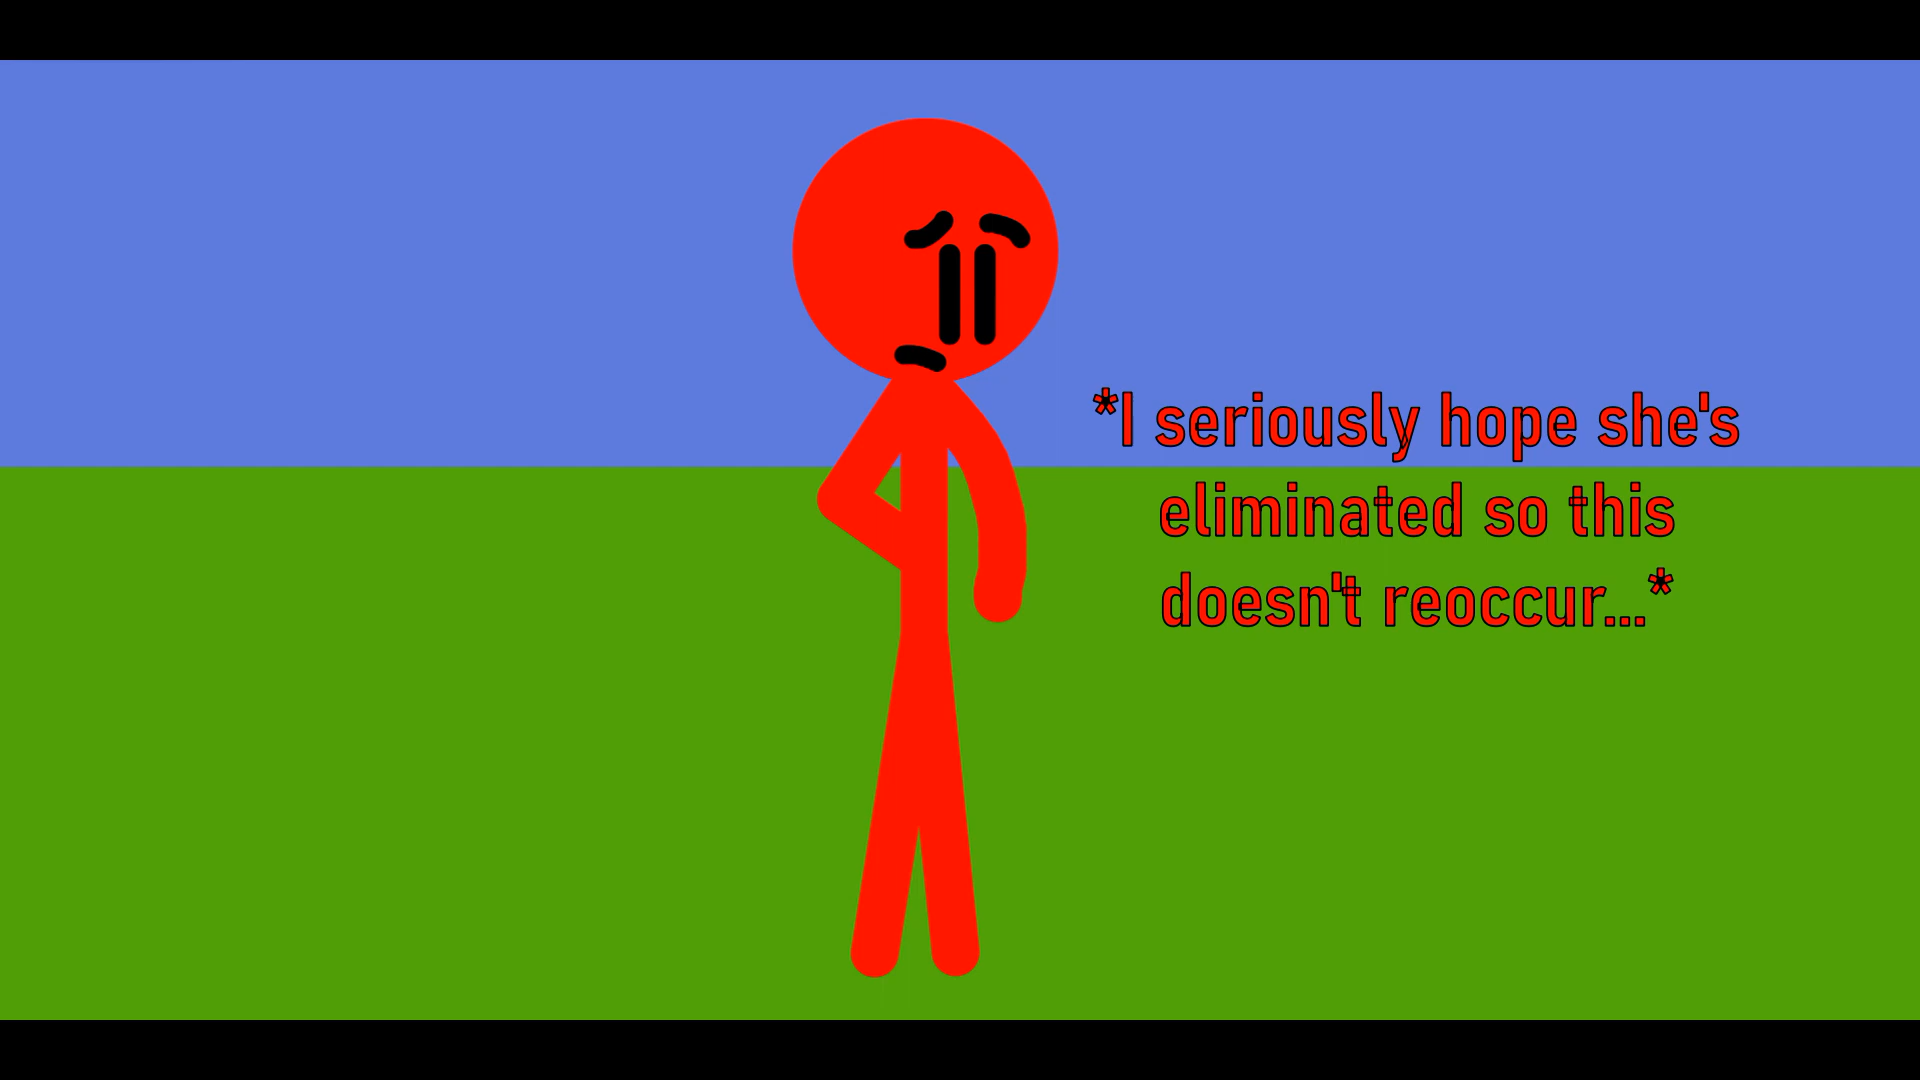 *I seriously hope she's
eliminated so this
doesn't reoccur...*